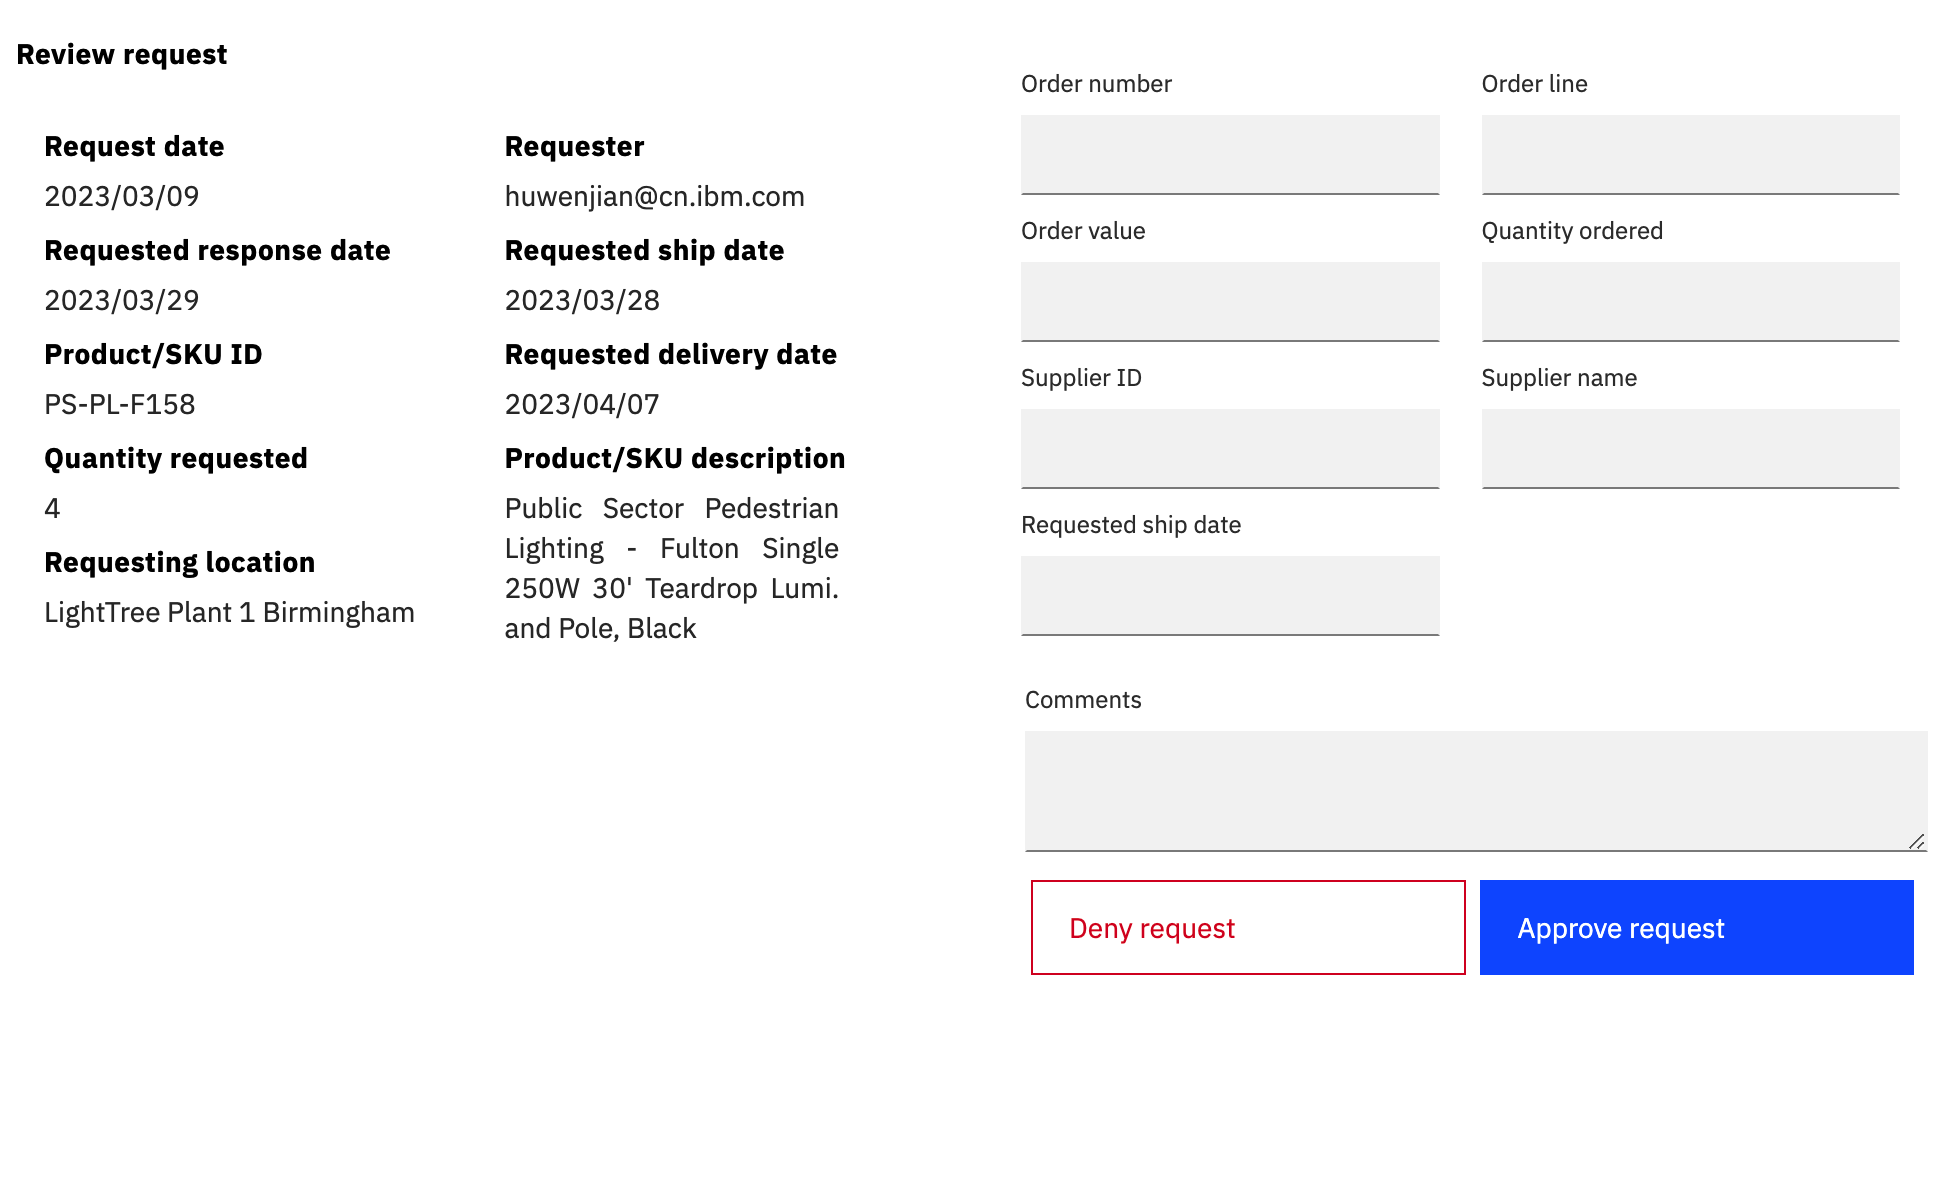 Review request
Request date
2023/03/09
Requested response date
2023/03/29
Product/SKU ID
PS-PL-F158
Quantity requested
4
Requesting location
LightTree Plant 1 Birmingham
Requester
huwenjian@cn.ibm.com
Requested ship date
2023/03/28
Requested delivery date
2023/04/07
Product/SKU description
Public Sector Pedestrian
Lighting - Fulton Single
250W 30' Teardrop Lumi.
and Pole, Black
Order number
Order line
Order value
Quantity ordered
Supplier ID
Supplier name
Requested ship date
Comments
Deny request
Approve request